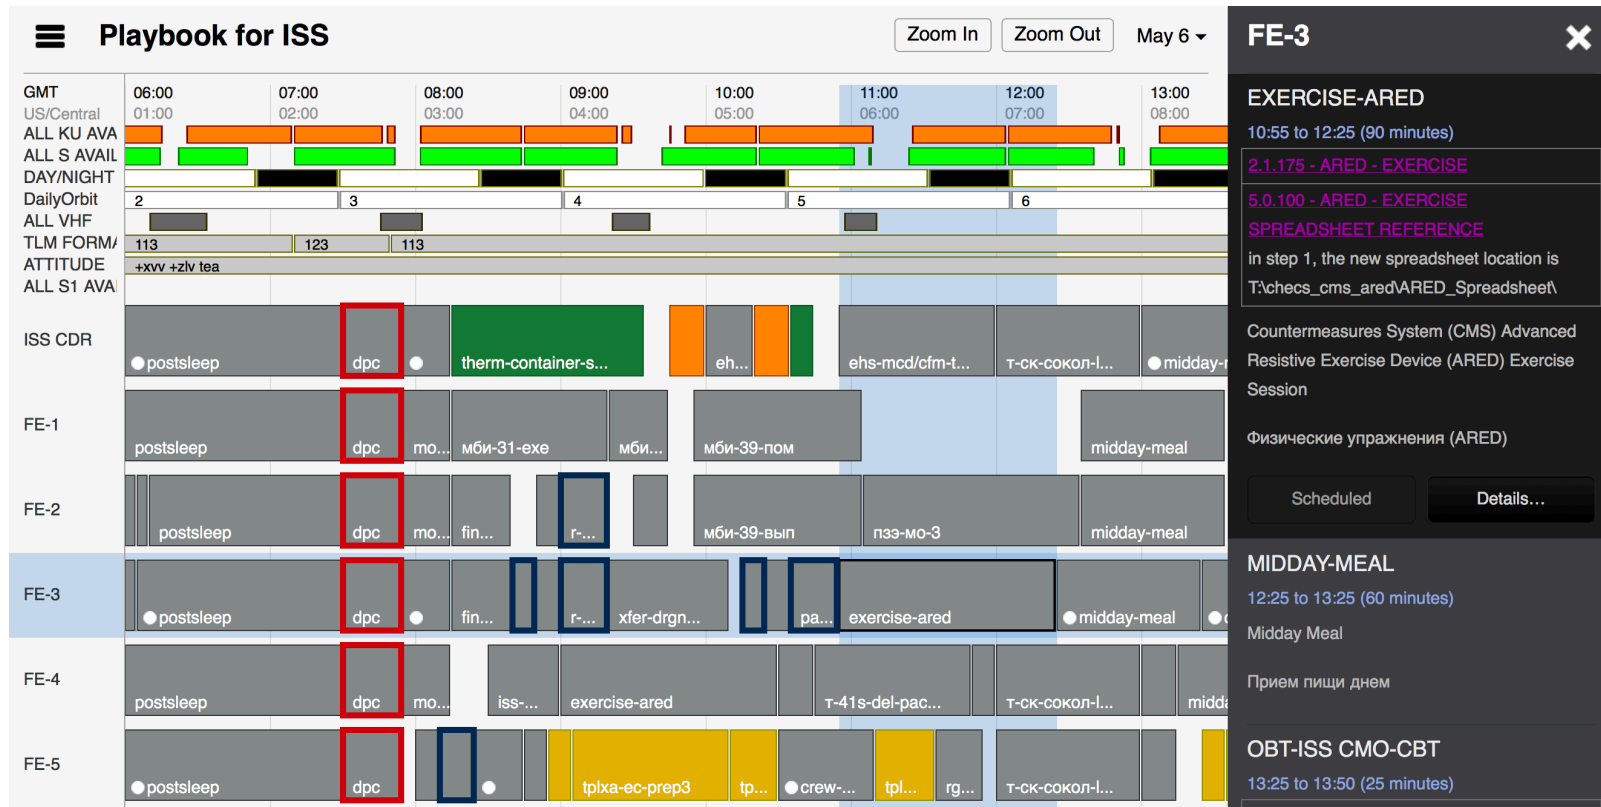 Playbook for ISS
Zoom In
Zoom Out
May 6
GMT
06:00 07:00 08:00 09:00 10:00 11:00 12:00 13:00
US/Central
01:00 02:00 03:00 04:00 05:00 06:00 07:00 08:00
ALL KU AVA
ALL S AVAIL
DAY/NIGHT
DailyOrbit 2 3 4 5 6
ALL VHF
TLM FORMA 113 123 113
ATTITUDE +xvv +zlv tea
ALL S1 AVAI
ISS CDR postsleep dpc therm-container-s... eh... ehs-mcd/cfm-t... т-ск-сокол-l... midday-
FE-1 postsleep dpc mo... мби-31-exe мби... мби-39-пом midday-meal
FE-2 postsleep dpc mo... fin... r-... мби-39-вып пзэ-мо-3 midday-meal
FE-3 postsleep dpc fin... r-... xfer-drgn... pa... exercise-ared midday-meal
FE-4 postsleep dpc mo... iss-... exercise-ared т-41s-del-pac... т-ск-сокол-l... midda
FE-5 postsleep dpc tplxa-ec-prep3 tp... crew-... tpl... rg... т-ск-сокол-l...
FE-3
EXERCISE-ARED
10:55 to 12:25 (90 minutes)
2.1.175 - ARED - EXERCISE
5.0.100 - ARED - EXERCISE
SPREADSHEET REFERENCE
in step 1, the new spreadsheet location is
T:\checs_cms_ared\ARED_Spreadsheet\
Countermeasures System (CMS) Advanced
Resistive Exercise Device (ARED) Exercise
Session
Физические упражнения (ARED)
Scheduled
Details...
MIDDAY-MEAL
12:25 to 13:25 (60 minutes)
Midday Meal
Прием пищи днем
OBT-ISS CMO-CBT
13:25 to 13:50 (25 minutes)